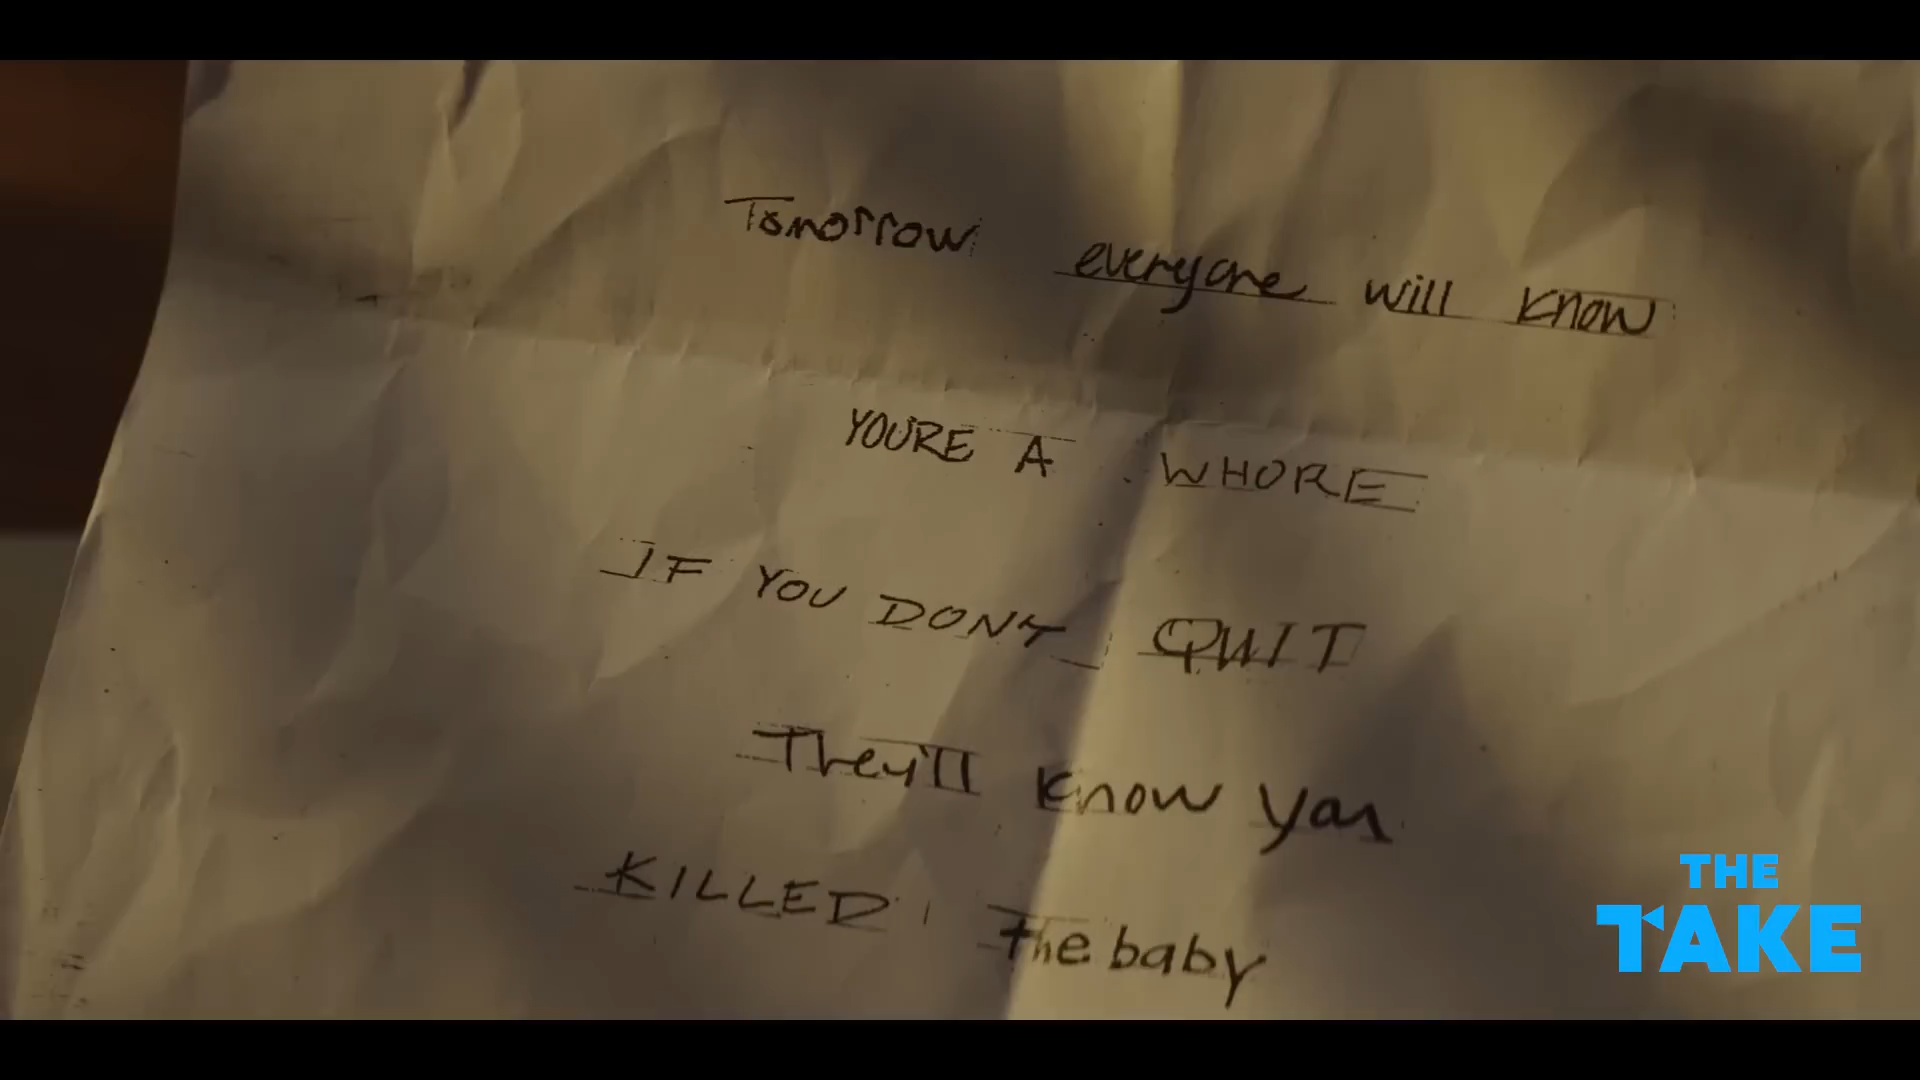 Tomorrow everyone will know
YOURE A WHORE
IF YOU DONT QUIT
They'll know you
KILLED the baby
THE
TAKE